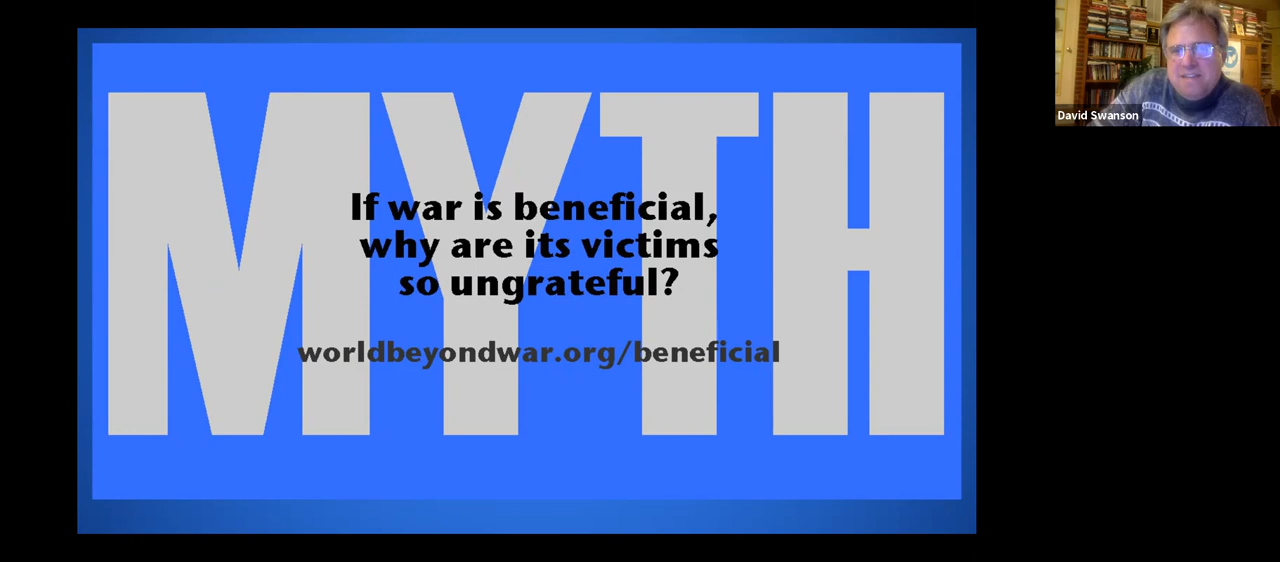 MYTH
If war is beneficial,
why are its victims
so ungrateful?
worldbeyondwar.org/beneficial
David Swanson